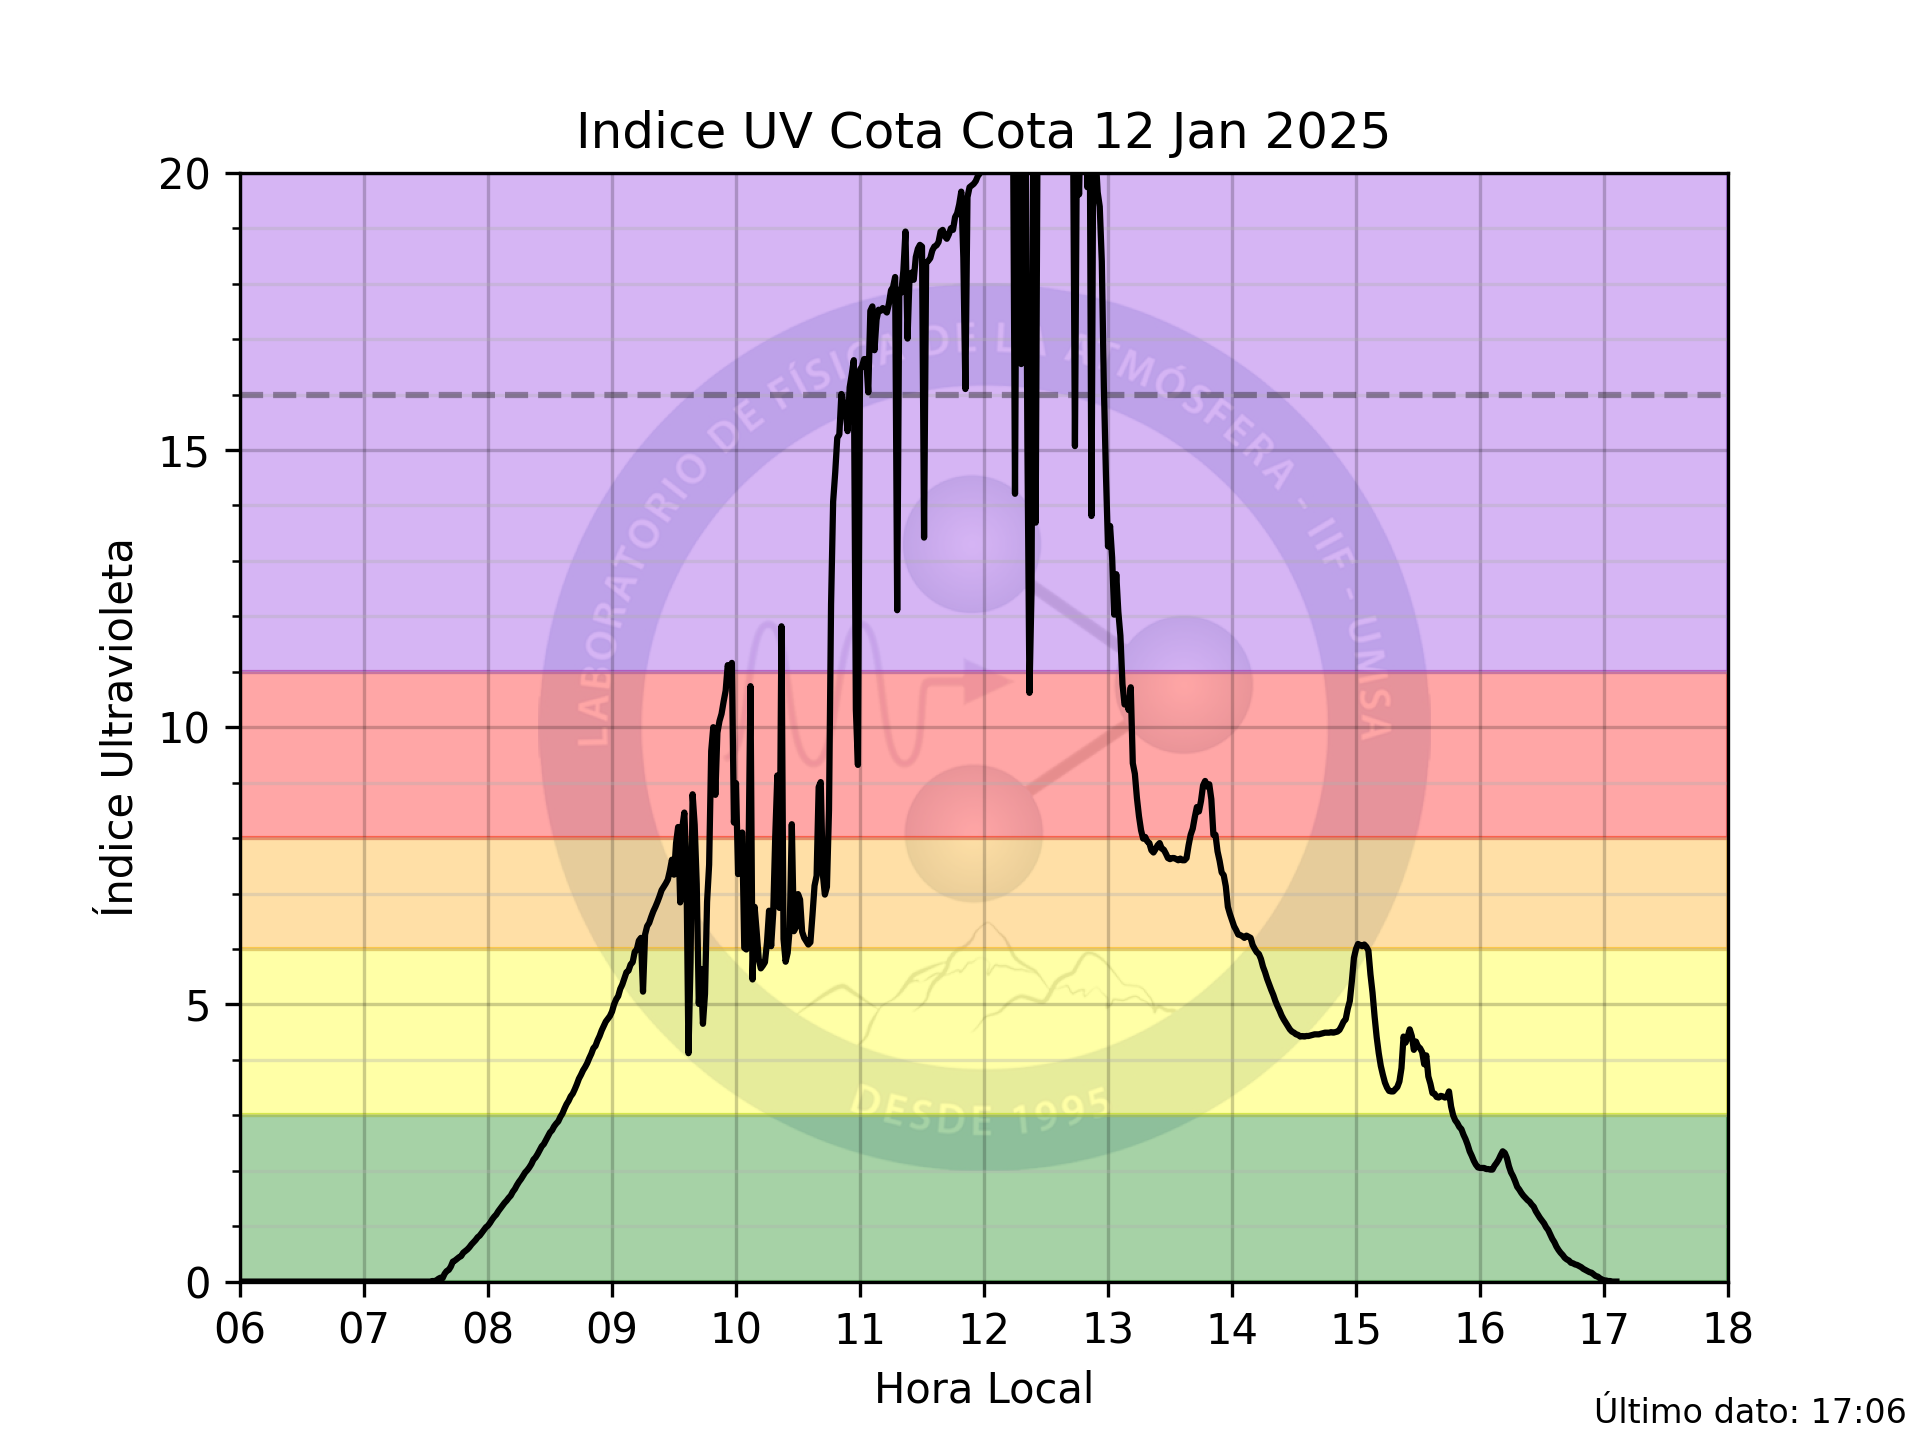 Indice UV Cota Cota 12 Jan 2025
20
15
10
5
0
Índice Ultravioleta
LABORATORIO DE FÍSICA DE LA ATMÓSFERA - IIF - UMSA
DESDE 1995
06 07 08 09 10 11 12 13 14 15 16 17 18
Hora Local
Último dato: 17:06